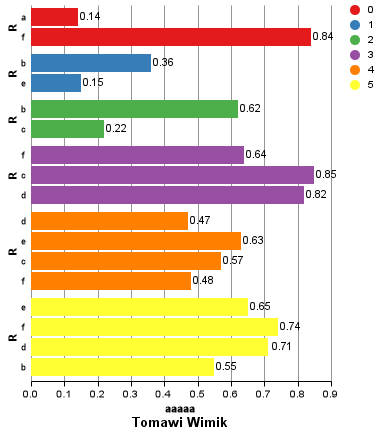 R
a 0.14
f 0.84
R
b 0.36
e 0.15
R
b 0.62
c 0.22
R
f 0.64
c 0.85
d 0.82
R
d 0.47
e 0.63
c 0.57
f 0.48
R
e 0.65
f 0.74
d 0.71
b 0.55
0.0 0.1 0.2 0.3 0.4 0.5 0.6 0.7 0.8 0.9
aaaaa
Tomawi Wimik
0
1
2
3
4
5